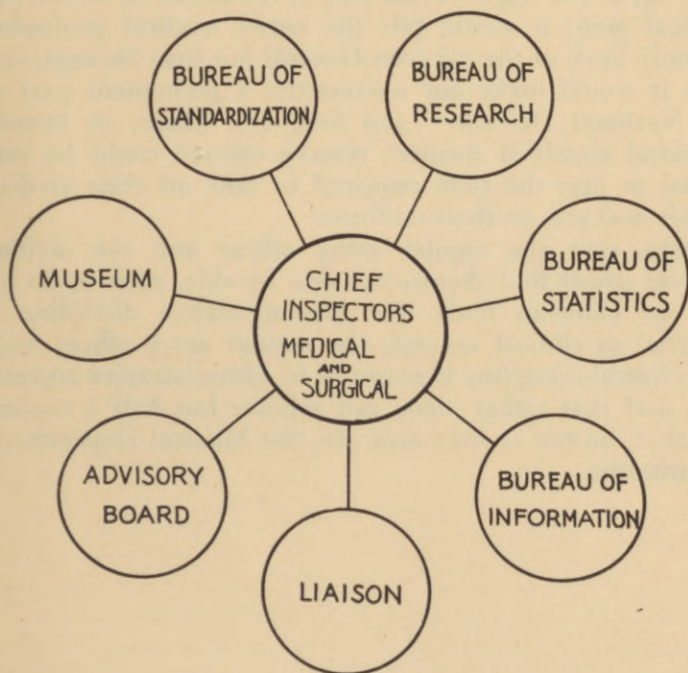 BUREAU OF
STANDARDIZATION
BUREAU OF
RESEARCH
MUSEUM
CHIEF
INSPECTORS
MEDICAL
AND
SURGICAL
BUREAU OF
STATISTICS
ADVISORY
BOARD
BUREAU OF
INFORMATION
LIAISON